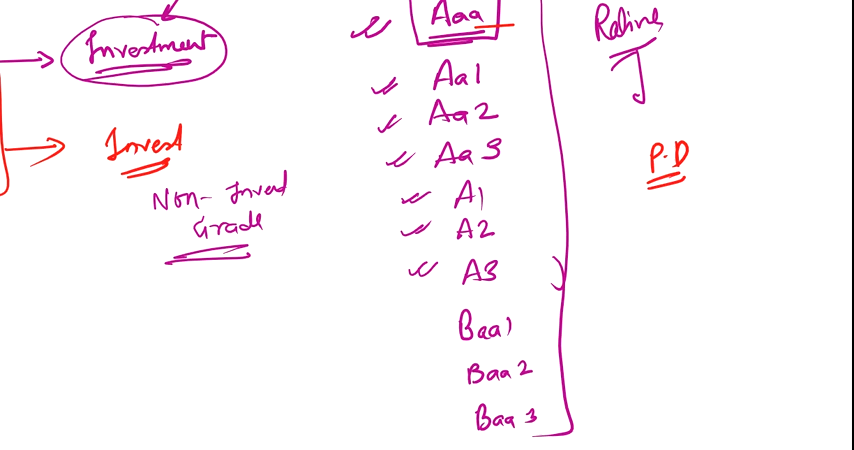 Investment
Invest
Non-Invest
Grade
Aaa
Aa1
Aa2
Aa3
A1
A2
A3
Baa1
Baa2
Baa3
Rating
P.D